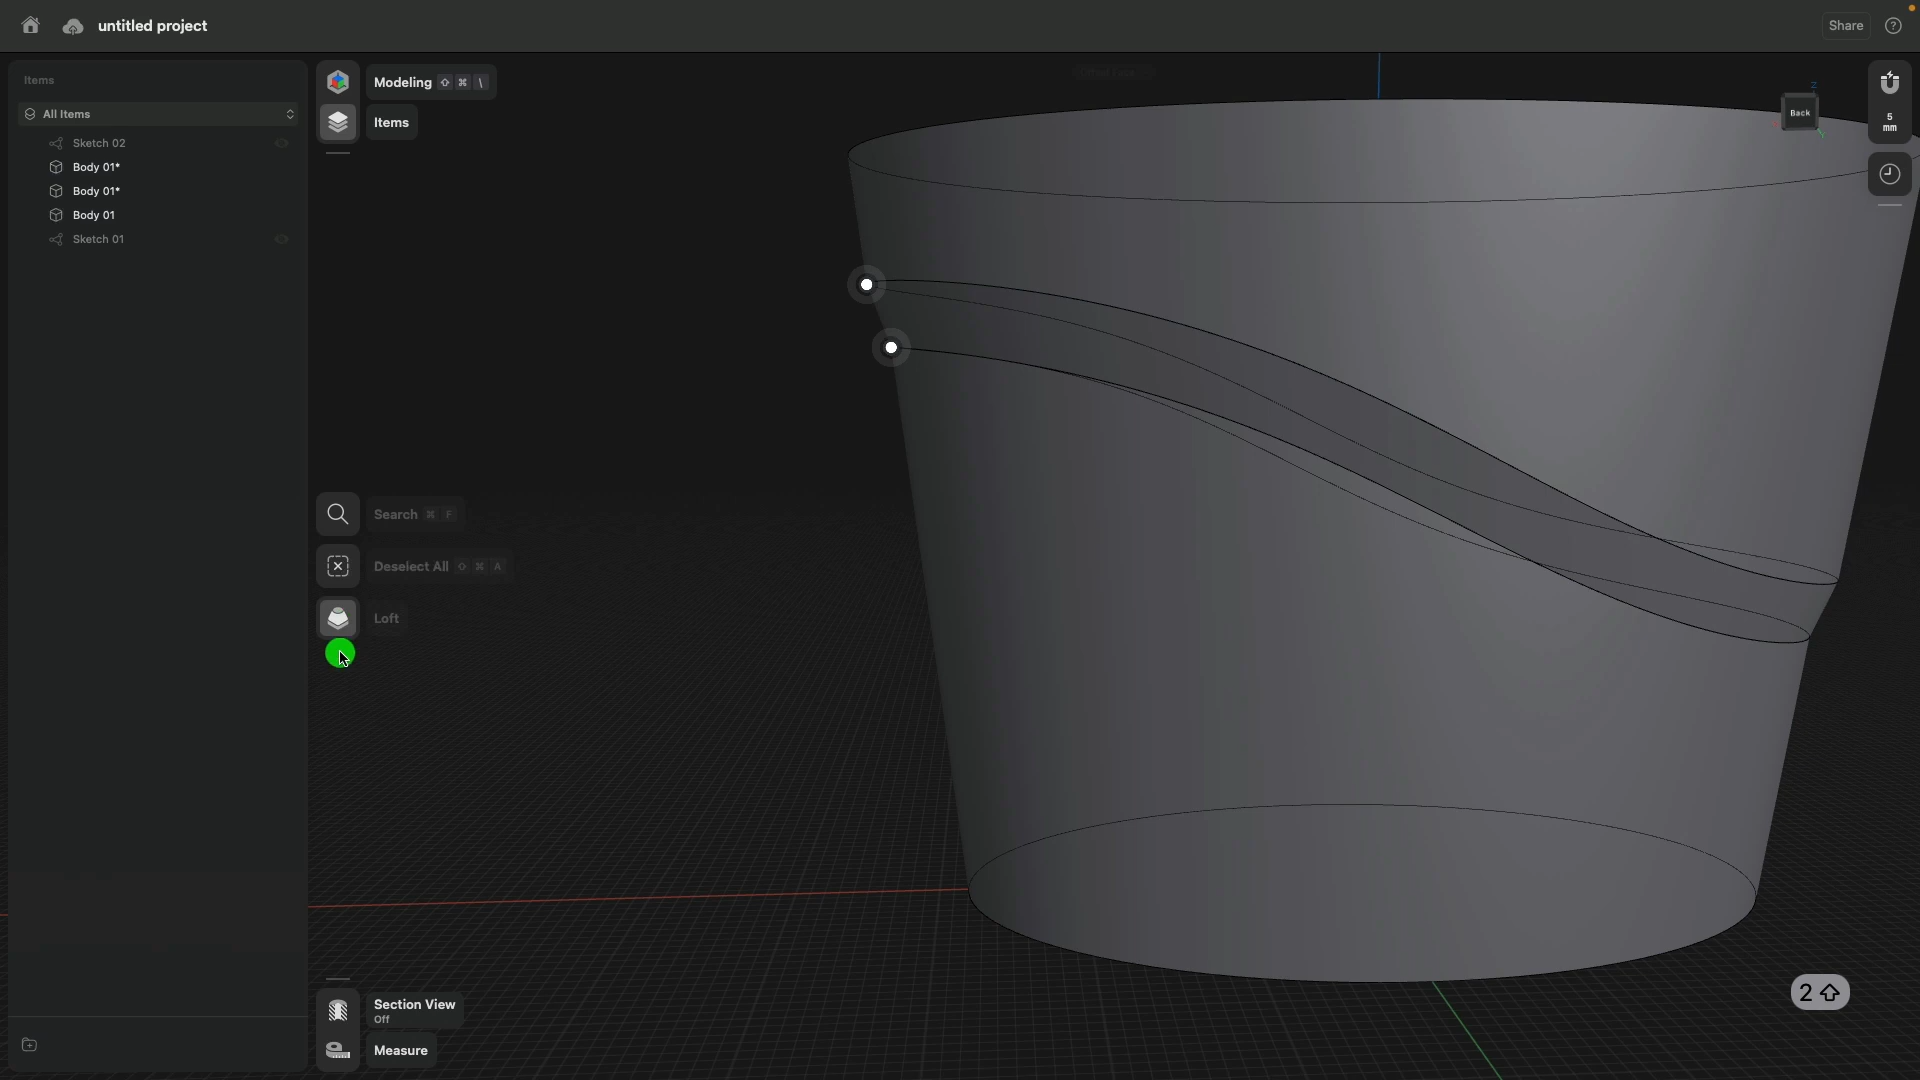 untitled project
Share
Items
All Items
Sketch 02
Body 01*
Body 01*
Body 01
Sketch 01
Modeling ⇧ ⌘ \
Items
Search ⌘ F
Deselect All ⇧ ⌘ A
Loft
Section View
Off
Measure
Z
Back
Y
5
mm
2 ⇧